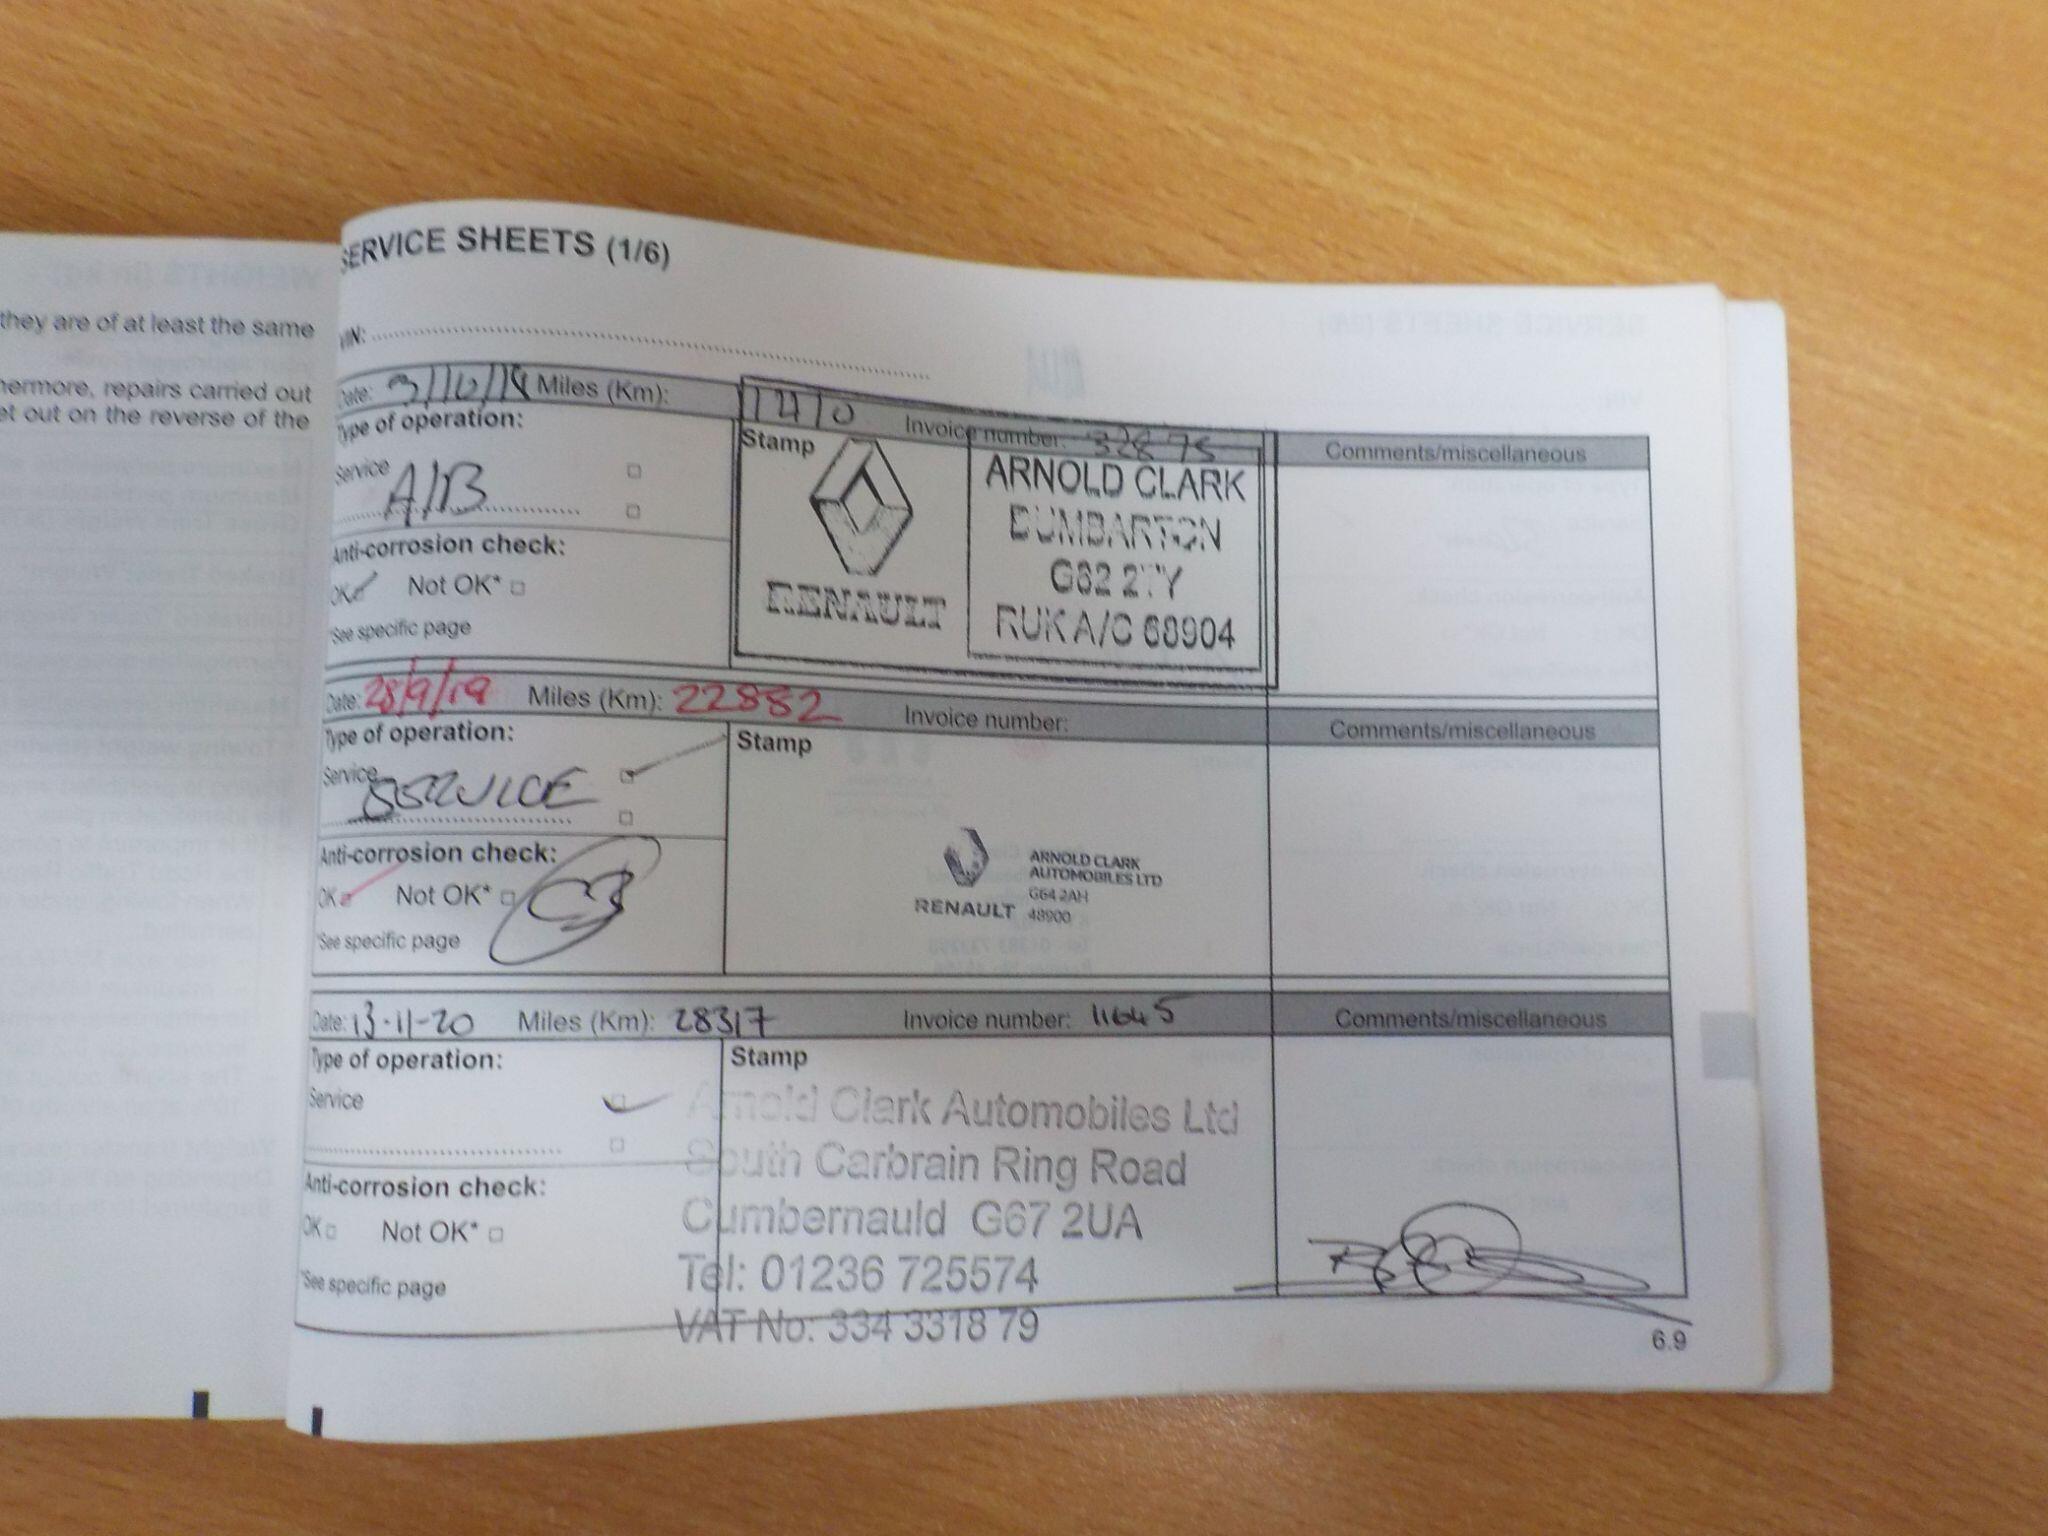 SERVICE SHEETS (1/6)
they are of at least the same
VIN:
hermore, repairs carried out
et out on the reverse of the
Date: 3/10/18 Miles (Km): Invoice number: 32875
Comments/miscellaneous
Type of operation:
Stamp
Service
A/B
RENAULT
ARNOLD CLARK
DUMBARTON
G82 2TY
RUK A/C 68904
Anti-corrosion check:
OK Not OK*
*See specific page
Date: 28/9/19 Miles (Km): 22882 Invoice number:
Comments/miscellaneous
Type of operation:
Stamp
Service
SERVICE
Anti-corrosion check:
OK Not OK*
*See specific page
RENAULT
ARNOLD CLARK
AUTOMOBILES LTD
G64 2AH
48900
Date: 13-11-20 Miles (Km): 28317 Invoice number: 11645
Comments/miscellaneous
Type of operation:
Stamp
Service
Anti-corrosion check:
OK Not OK*
*See specific page
Arnold Clark Automobiles Ltd
South Carbrain Ring Road
Cumbernauld G67 2UA
Tel: 01236 725574
VAT No: 334 3318 79
6.9